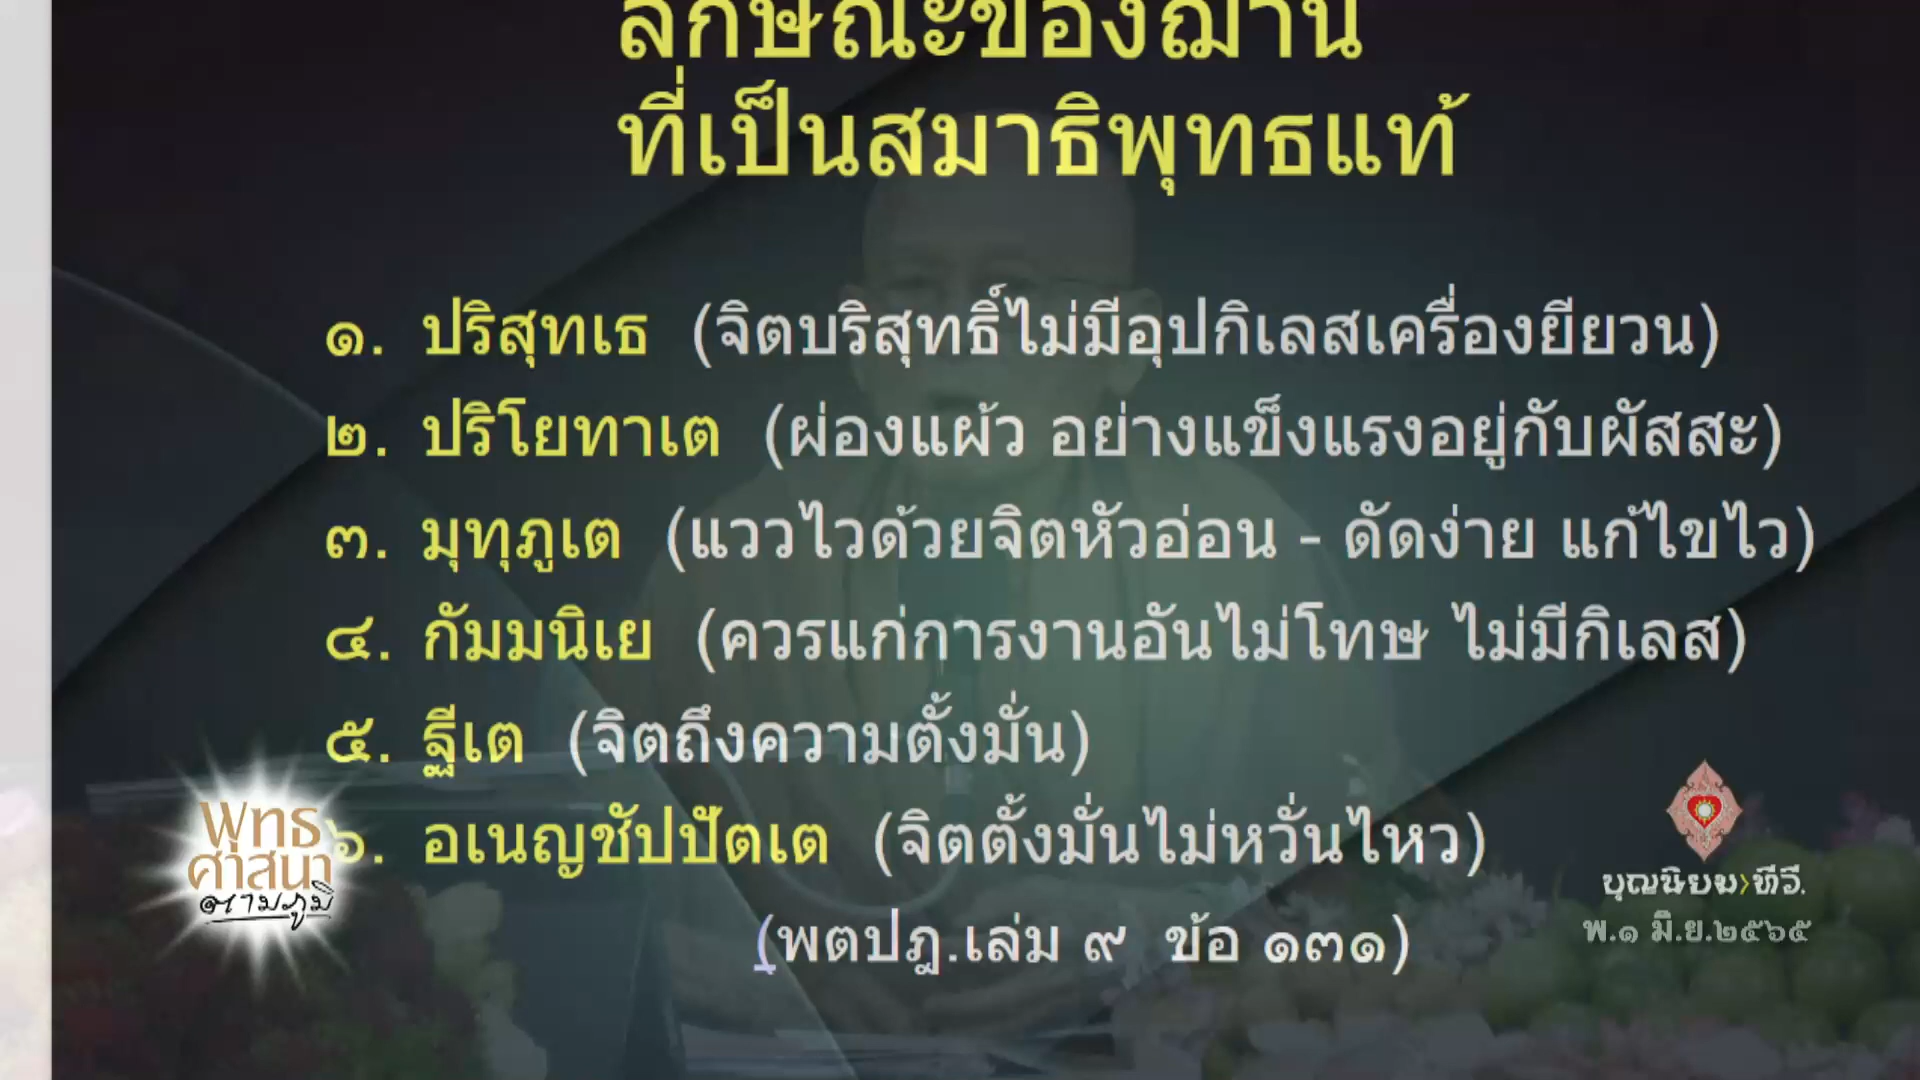 ลักษณะของฌาน
ที่เป็นสมาธิพุทธแท้
๑. ปริสุทเธ (จิตบริสุทธิ์ไม่มีอุปกิเลสเครื่องยียวน)
๒. ปริโยทาเต (ผ่องแผ้ว อย่างแข็งแรงอยู่กับผัสสะ)
๓. มุทุภูเต (แววไวด้วยจิตหัวอ่อน - ดัดง่าย แก้ไขไว)
๔. กัมมนิเย (ควรแก่การงานอันไม่โทษ ไม่มีกิเลส)
๕. ฐีเต (จิตถึงความตั้งมั่น)
๖. อเนญชัปปัตเต (จิตตั้งมั่นไม่หวั่นไหว)
(พตปฎ.เล่ม ๙ ข้อ ๑๓๑)
พุทธ
ศาสนา
ตามภูมิ
บุญนิยม>ทีวี.
พ.๑ มิ.ย.๒๕๖๕